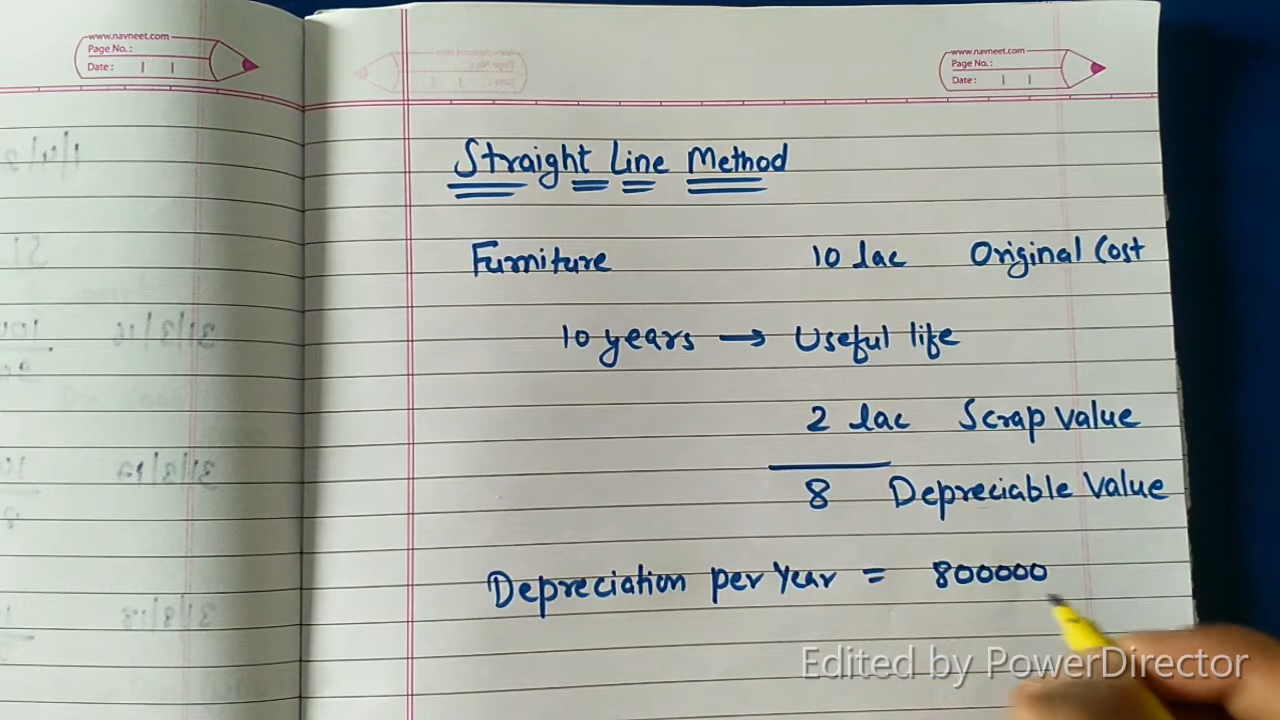 www.navneet.com
Page No.:
Date:
www.navneet.com
Page No.:
Date:
Straight Line Method
Furniture 10 lac Original Cost
10 years → Useful life
2 lac Scrap value
8 Depreciable Value
Depreciation per Year = 800000
Edited by PowerDirector